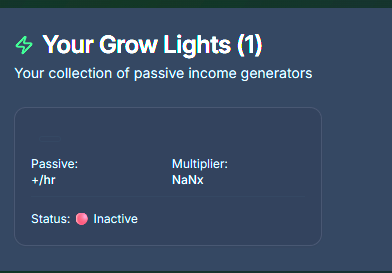 Your Grow Lights (1)
Your collection of passive income generators
Passive: Multiplier:
+/hr NaNx
Status: Inactive